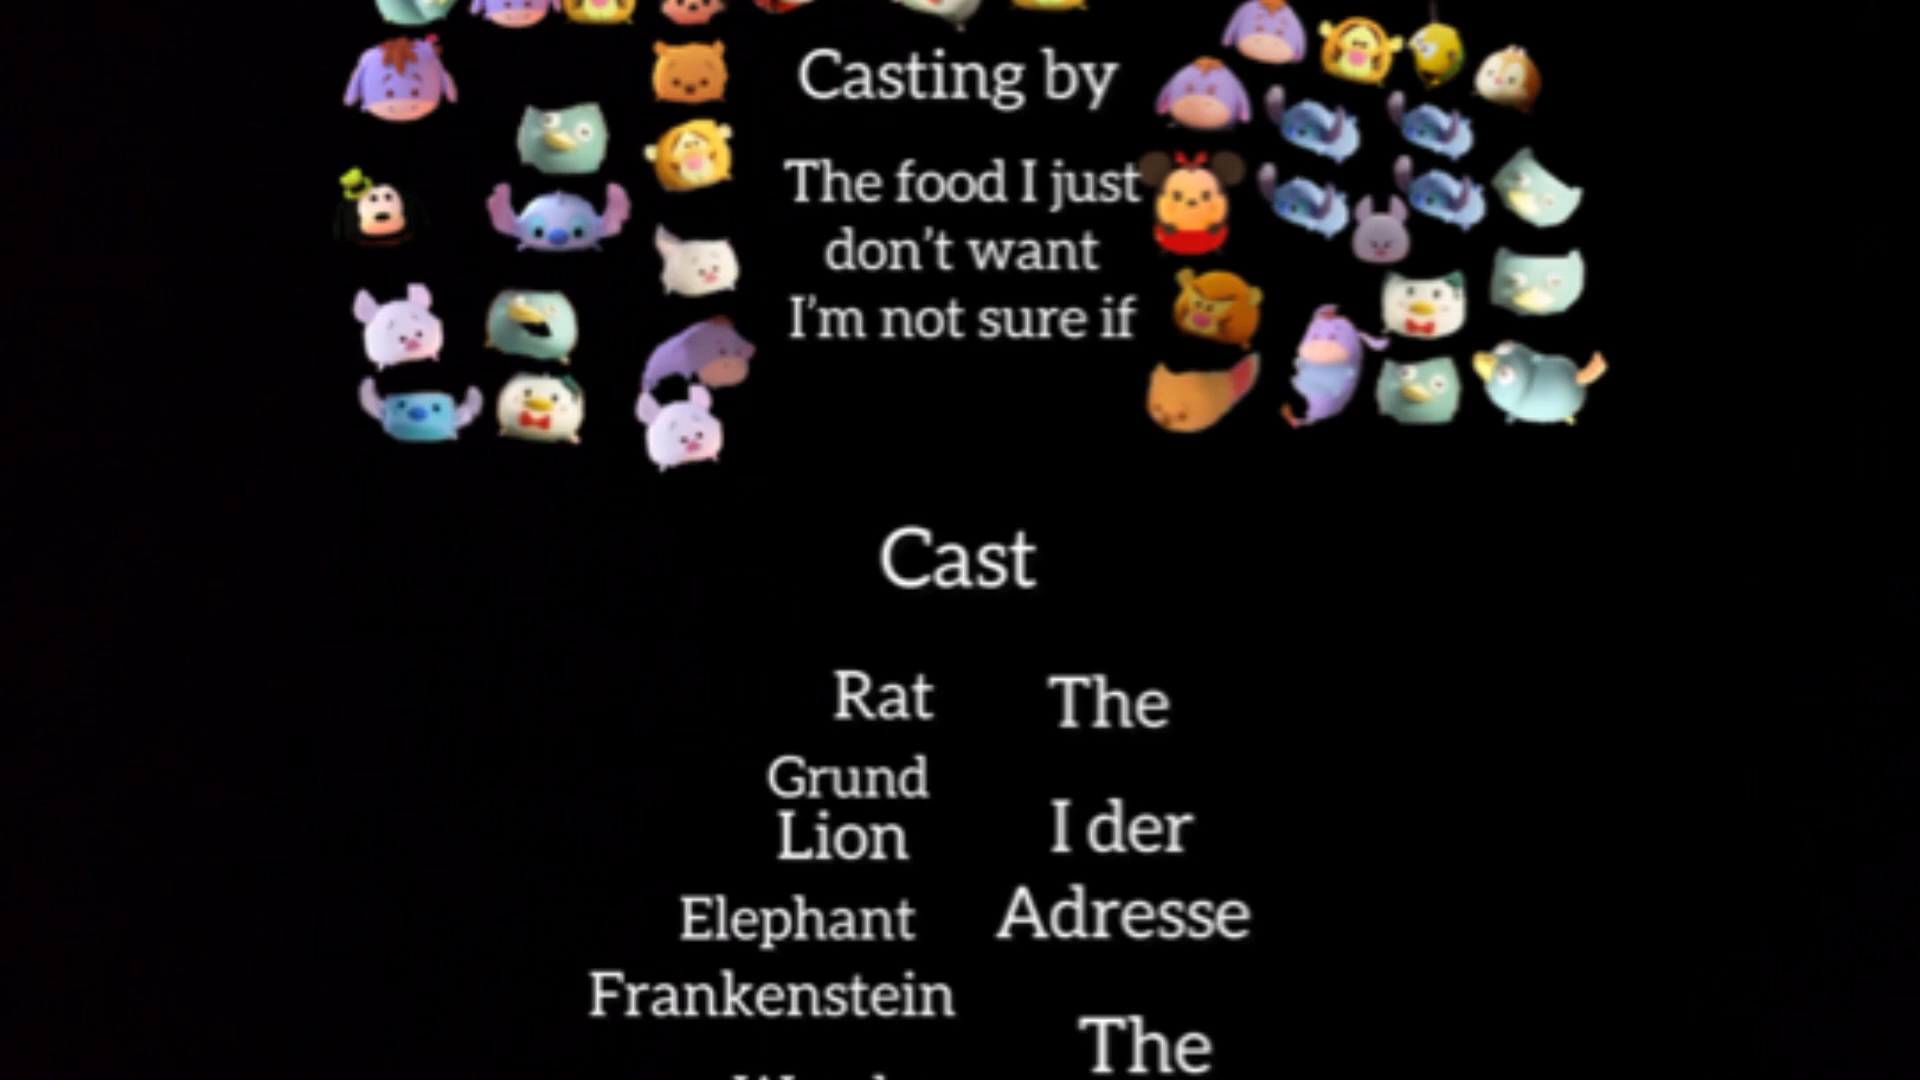 Casting by
The food I just
don't want
I'm not sure if
Cast
Rat The
Grund
Lion I der
Elephant Adresse
Frankenstein
The